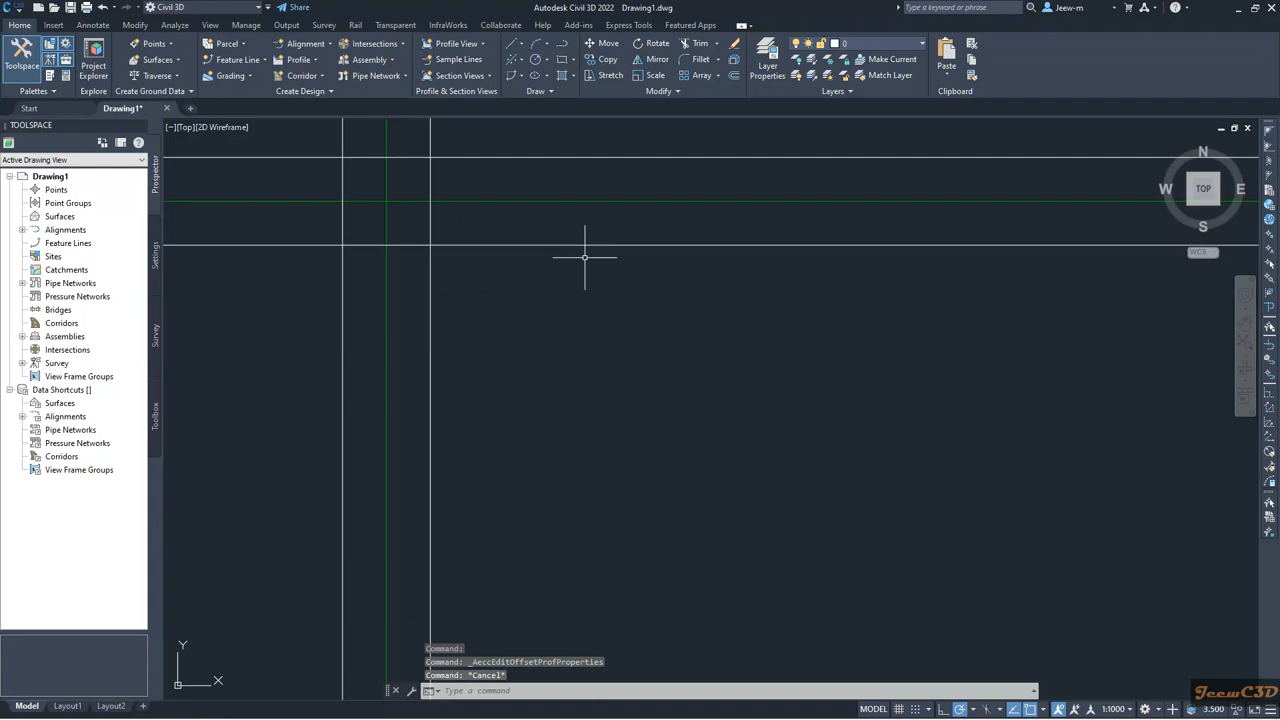 C3D
Civil 3D
Share
Autodesk Civil 3D 2022 Drawing1.dwg
Type a keyword or phrase
Jeew-m
Home Insert Annotate Modify Analyze View Manage Output Survey Rail Transparent InfraWorks Collaborate Help Add-ins Express Tools Featured Apps
Toolspace
Project
Explorer
Points
Surfaces
Traverse
Parcel
Feature Line
Grading
Alignment
Profile
Corridor
Intersections
Assembly
Pipe Network
Profile View
Sample Lines
Section Views
Move
Copy
Stretch
Rotate
Mirror
Scale
Trim
Fillet
Array
Layer
Properties
0
Make Current
Match Layer
Paste
Palettes Explore Create Ground Data Create Design Profile & Section Views Draw Modify Layers Clipboard
Start Drawing1*
TOOLSPACE
[−][Top][2D Wireframe]
Active Drawing View
Drawing1
Points
Point Groups
Surfaces
Alignments
Feature Lines
Sites
Catchments
Pipe Networks
Pressure Networks
Bridges
Corridors
Assemblies
Intersections
Survey
View Frame Groups
Data Shortcuts []
Surfaces
Alignments
Pipe Networks
Pressure Networks
Corridors
View Frame Groups
Prospector
Settings
Survey
Toolbox
N
W TOP E
S
WCS
Y
X
Command:
Command: _AeccEditOffsetProfProperties
Command: *Cancel*
Type a command
JeewC3D
Model Layout1 Layout2 +
MODEL
1:1000
3.500